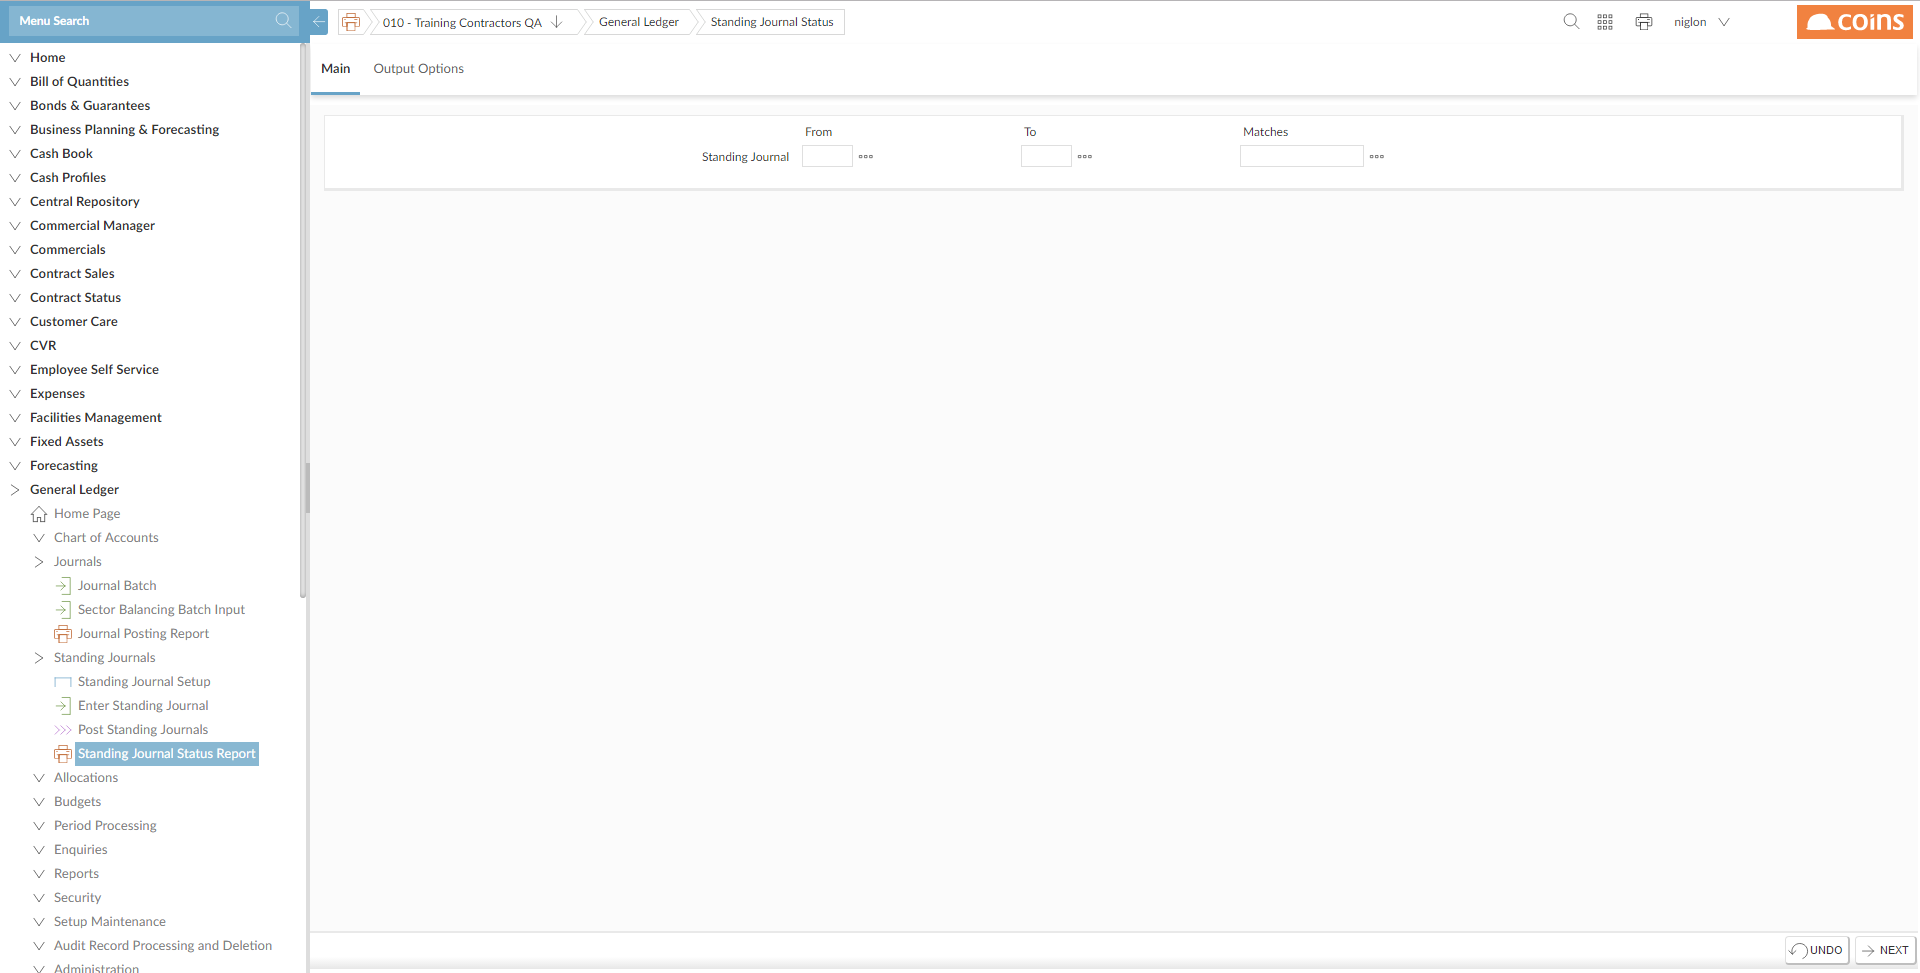 Menu Search
010 - Training Contractors QA
General Ledger
Standing Journal Status
niglon
coins
Main
Output Options
From
To
Matches
Standing Journal
Home
Bill of Quantities
Bonds & Guarantees
Business Planning & Forecasting
Cash Book
Cash Profiles
Central Repository
Commercial Manager
Commercials
Contract Sales
Contract Status
Customer Care
CVR
Employee Self Service
Expenses
Facilities Management
Fixed Assets
Forecasting
General Ledger
Home Page
Chart of Accounts
Journals
Journal Batch
Sector Balancing Batch Input
Journal Posting Report
Standing Journals
Standing Journal Setup
Enter Standing Journal
Post Standing Journals
Standing Journal Status Report
Allocations
Budgets
Period Processing
Enquiries
Reports
Security
Setup Maintenance
Audit Record Processing and Deletion
Administration
UNDO
NEXT